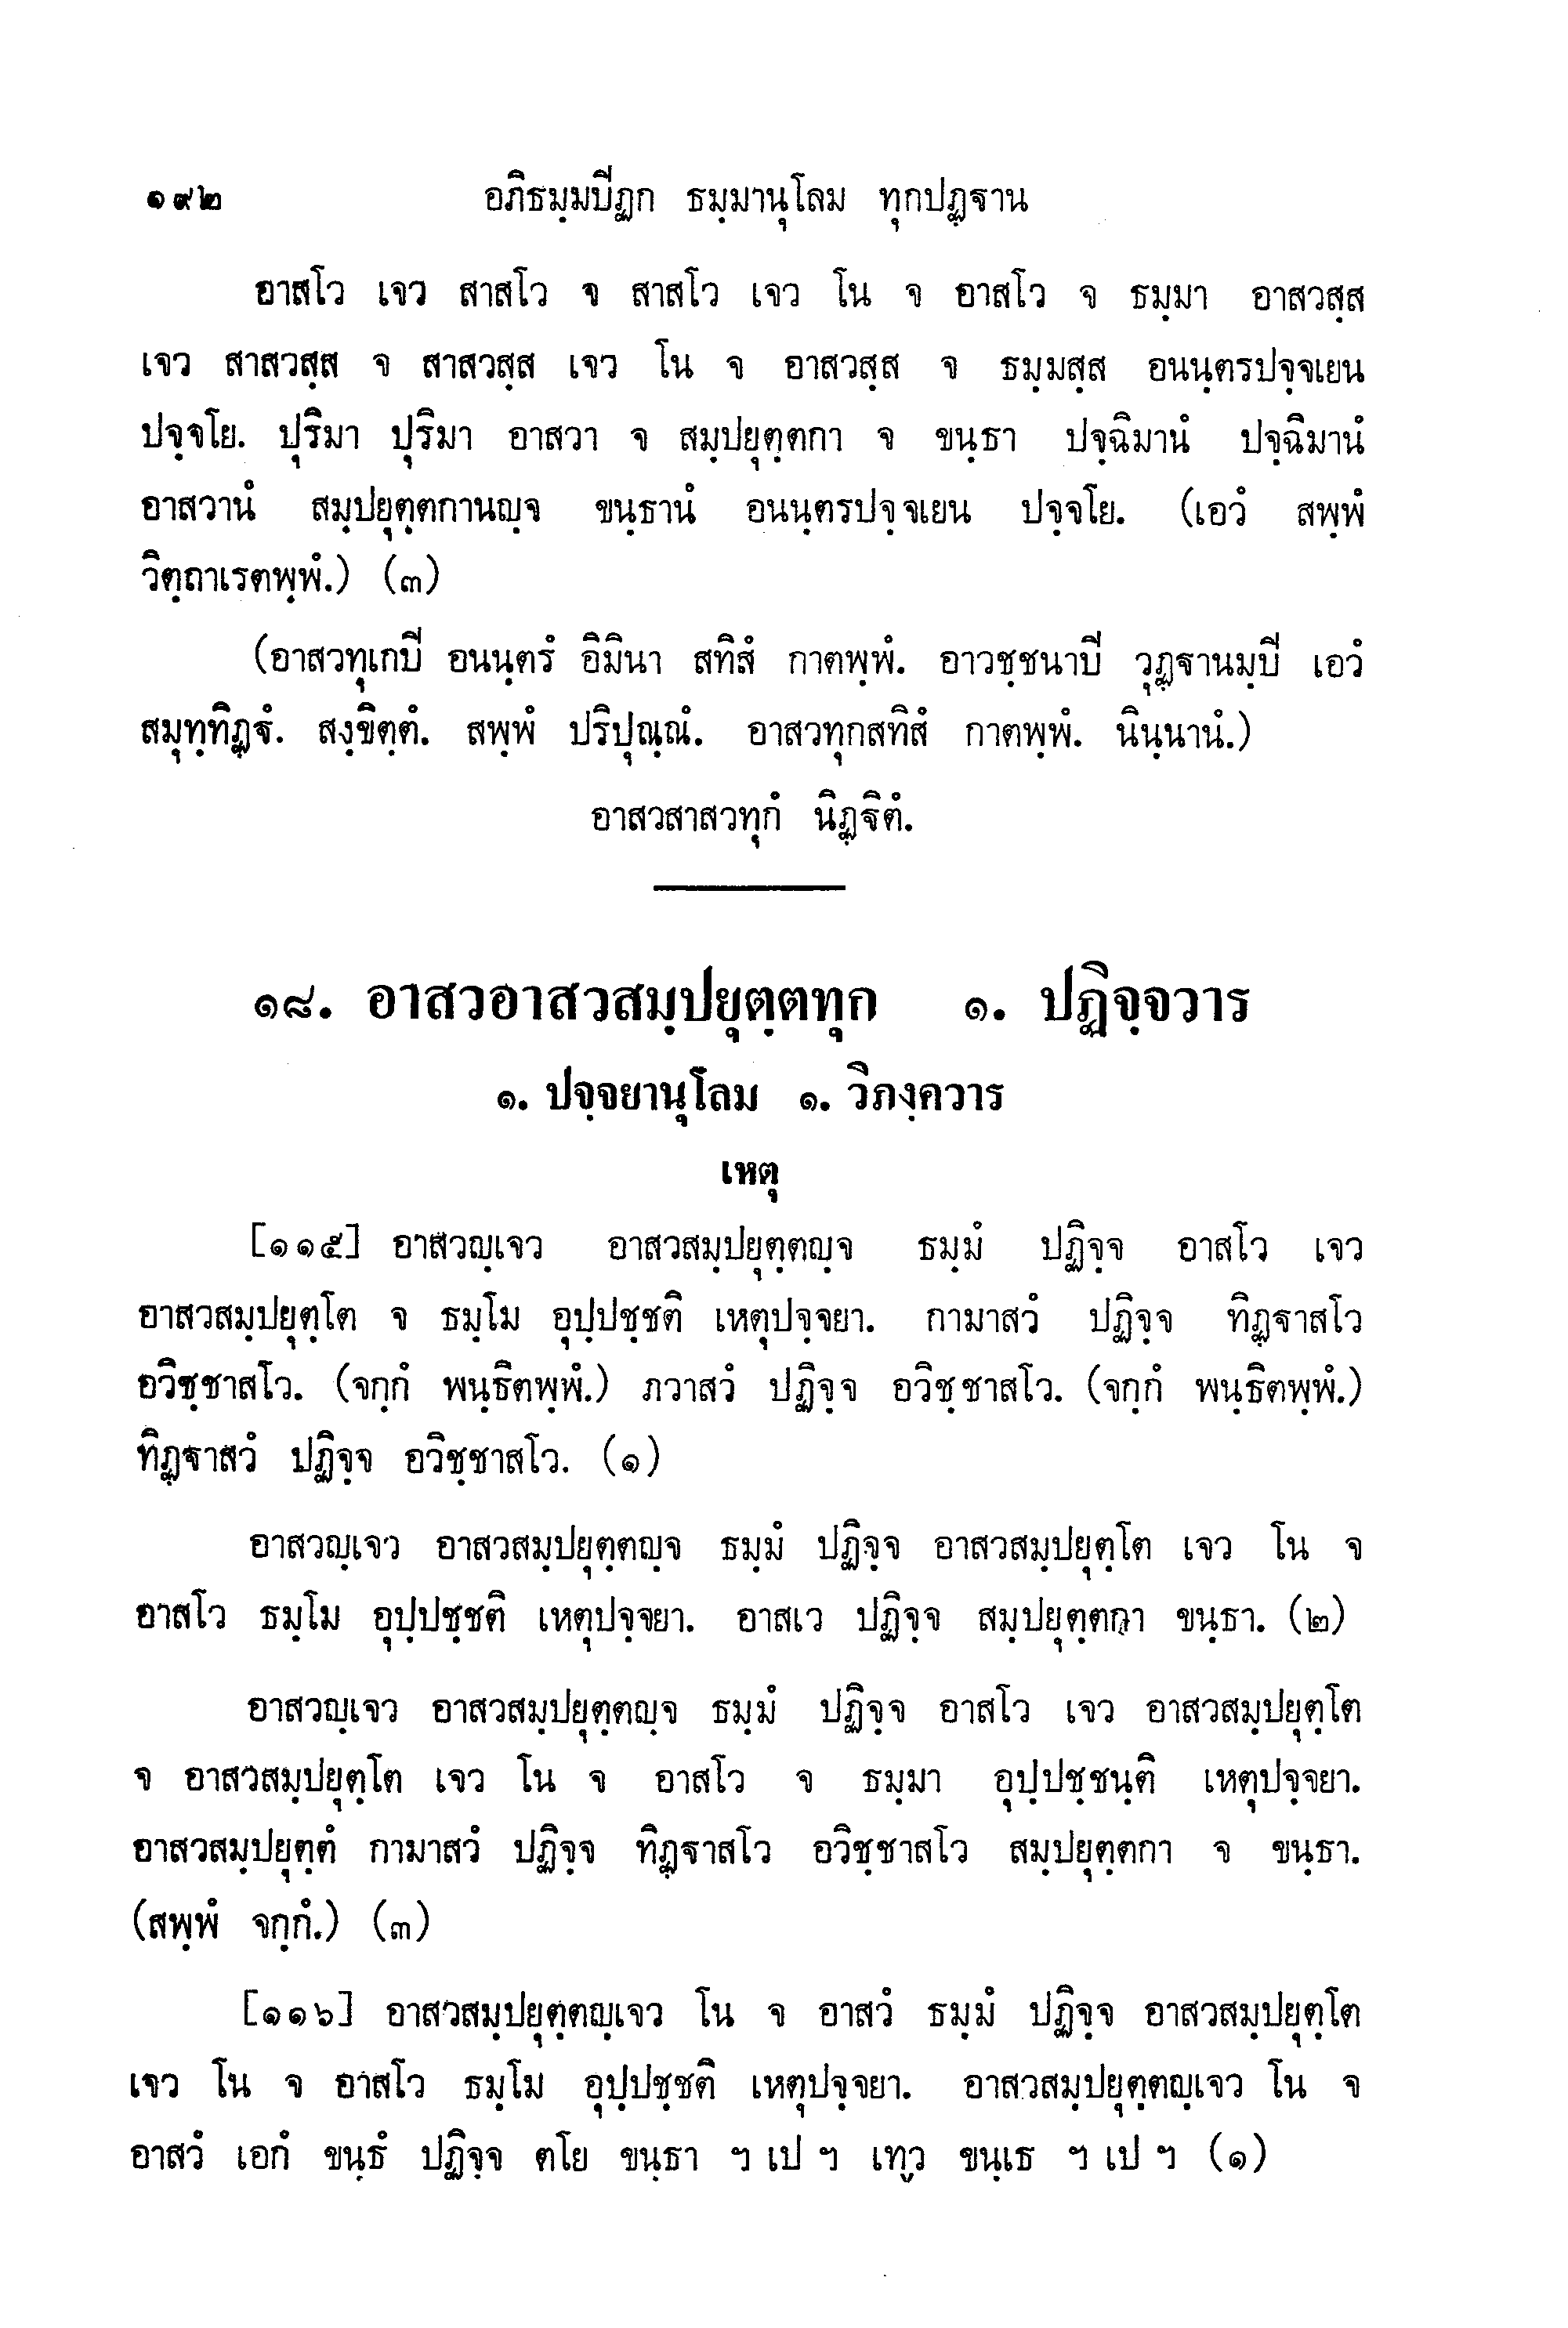 ๑๙๒ อภิธมฺมปิฏก ธมฺมานุโลม ทุกปฏฺฐาน
อาสโว เจว สาสโว จ สาสโว เจว โน จ อาสโว จ ธมฺมา อาสวสฺส
เจว สาสวสฺส จ สาสวสฺส เจว โน จ อาสวสฺส จ ธมฺมสฺส อนนฺตรปจฺจเยน
ปจฺจโย. ปุริมา ปุริมา อาสวา จ สมฺปยุตฺตกา จ ขนฺธา ปจฺฉิมานํ ปจฺฉิมานํ
อาสวานํ สมฺปยุตฺตกานญฺจ ขนฺธานํ อนนฺตรปจฺจเยน ปจฺจโย. (เอวํ สพฺพํ
วิตฺถาเรตพฺพํ.) (๓)
(อาสวทุเกปิ อนนฺตรํ อิมินา สทิสํ กาตพฺพํ. อาวชฺชนาปิ วุฏฺฐานมฺปิ เอวํ
สมุทฺทิฏฺฐํ. สงฺขิตฺตํ. สพฺพํ ปริปุณฺณํ. อาสวทุกสทิสํ กาตพฺพํ. นินฺนานํ.)
อาสวสาสวทุกํ นิฏฺฐิตํ.
๑๘. อาสวอาสวสมฺปยุตฺตทุก ๑. ปฏิจฺจวาร
๑. ปจฺจยานุโลม ๑. วิภงฺควาร
เหตุ
[๑๑๕] อาสวญฺเจว อาสวสมฺปยุตฺตญฺจ ธมฺมํ ปฏิจฺจ อาสโว เจว
อาสวสมฺปยุตฺโต จ ธมฺโม อุปฺปชฺชติ เหตุปจฺจยา. กามาสวํ ปฏิจฺจ ทิฏฺฐาสโว
อวิชฺชาสโว. (จกฺกํ พนฺธิตพฺพํ.) ภวาสวํ ปฏิจฺจ อวิชฺชาสโว. (จกฺกํ พนฺธิตพฺพํ.)
ทิฏฺฐาสวํ ปฏิจฺจ อวิชฺชาสโว. (๑)
อาสวญฺเจว อาสวสมฺปยุตฺตญฺจ ธมฺมํ ปฏิจฺจ อาสวสมฺปยุตฺโต เจว โน จ
อาสโว ธมฺโม อุปฺปชฺชติ เหตุปจฺจยา. อาสเว ปฏิจฺจ สมฺปยุตฺตกา ขนฺธา. (๒)
อาสวญฺเจว อาสวสมฺปยุตฺตญฺจ ธมฺมํ ปฏิจฺจ อาสโว เจว อาสวสมฺปยุตฺโต
จ อาสวสมฺปยุตฺโต เจว โน จ อาสโว จ ธมฺมา อุปฺปชฺชนฺติ เหตุปจฺจยา.
อาสวสมฺปยุตฺตํ กามาสวํ ปฏิจฺจ ทิฏฺฐาสโว อวิชฺชาสโว สมฺปยุตฺตกา จ ขนฺธา.
(สพฺพํ จกฺกํ.) (๓)
[๑๑๖] อาสวสมฺปยุตฺตญฺเจว โน จ อาสวํ ธมฺมํ ปฏิจฺจ อาสวสมฺปยุตฺโต
เจว โน จ อาสโว ธมฺโม อุปฺปชฺชติ เหตุปจฺจยา. อาสวสมฺปยุตฺตญฺเจว โน จ
อาสวํ เอกํ ขนฺธํ ปฏิจฺจ ตโย ขนฺธา ฯ เป ฯ เทฺว ขนฺเธ ฯ เป ฯ (๑)